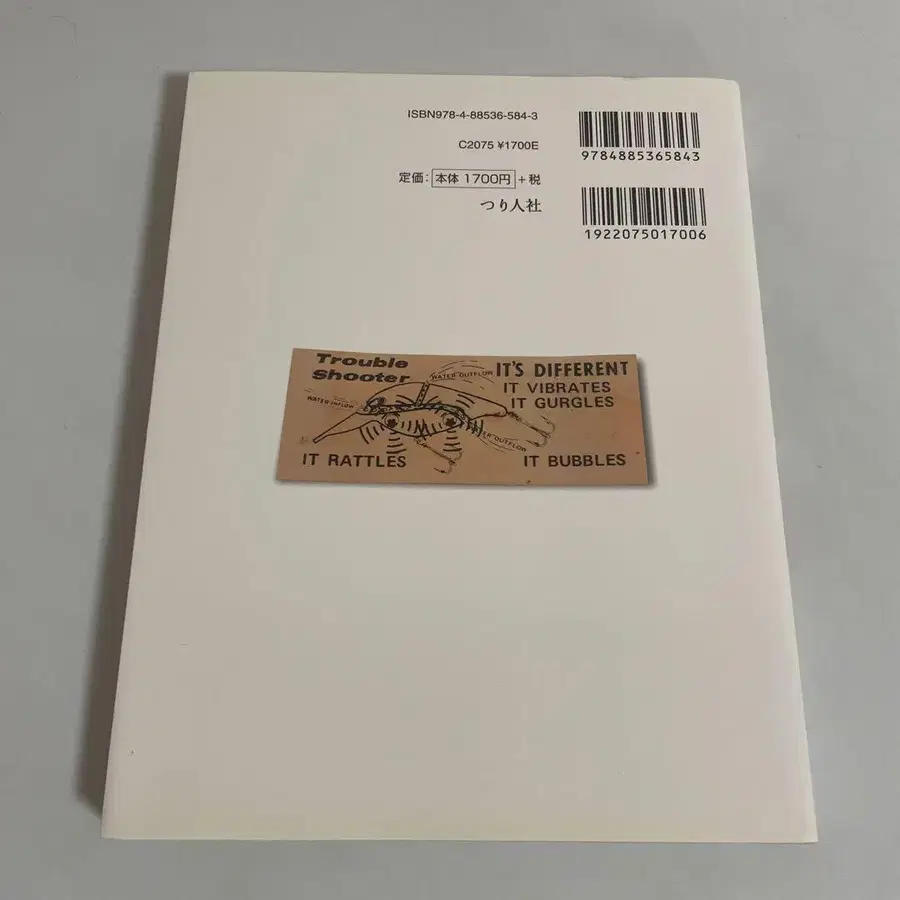 ISBN978-4-88536-584-3
C2075 ¥1700E
定価： 本体 1700円 +税
つり人社
9784885365843
1922075017006
Trouble
Shooter
WATER OUTFLOW
WATER INFLOW
IT'S DIFFERENT
IT VIBRATES
IT GURGLES
WATER OUTFLOW
IT RATTLES
IT BUBBLES